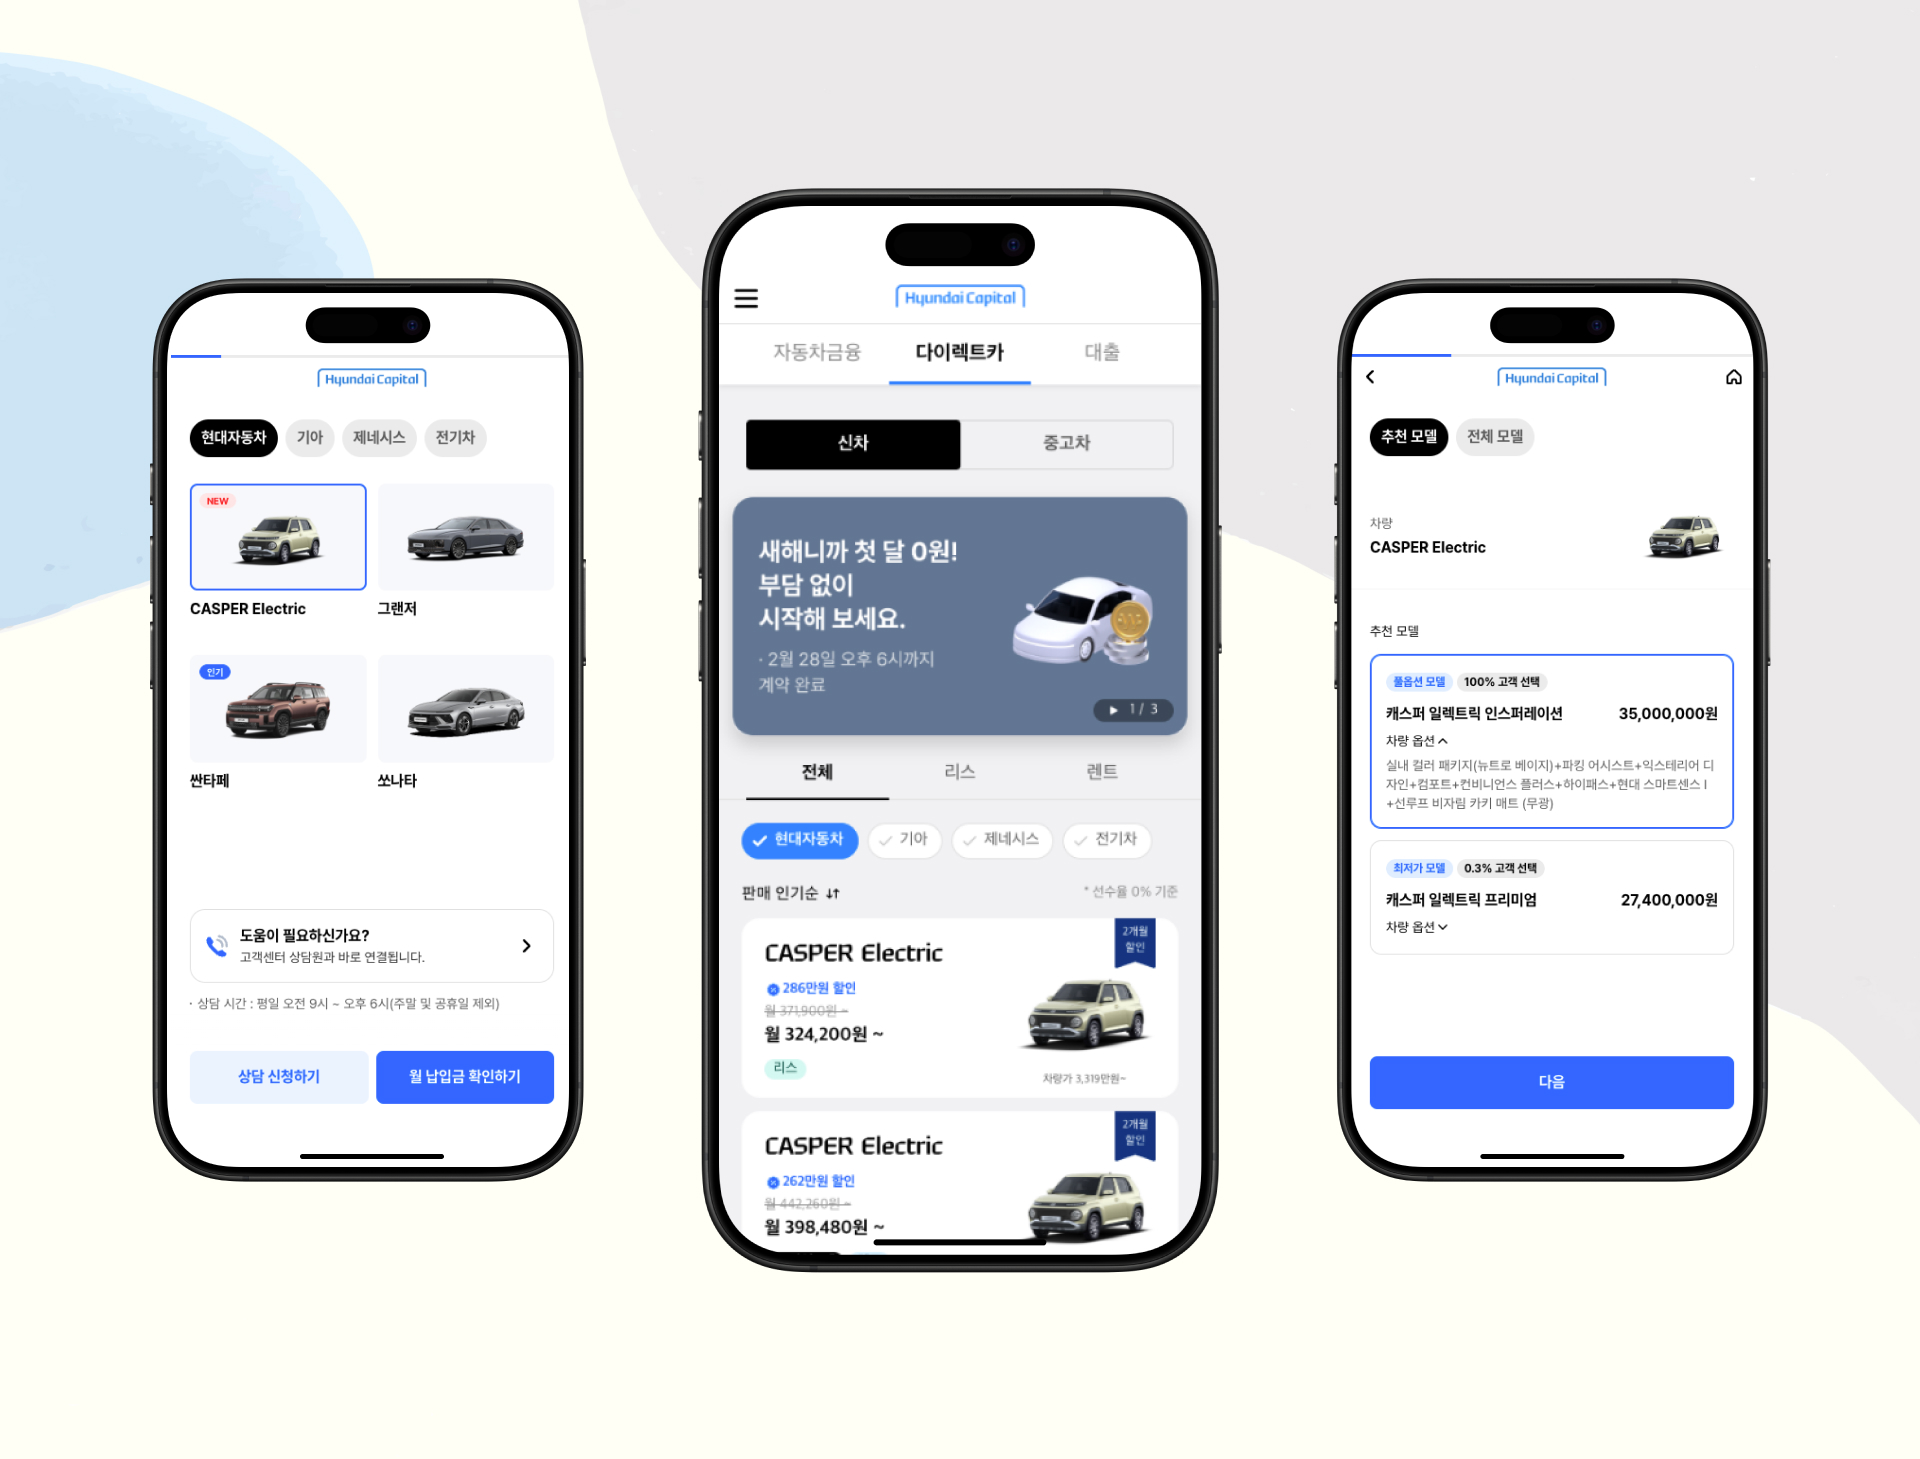 Hyundai Capital
현대자동차
기아
제네시스
전기차
NEW
CASPER Electric
그랜저
인기
싼타페
쏘나타
도움이 필요하신가요?
고객센터 상담원과 바로 연결됩니다.
· 상담 시간 : 평일 오전 9시 ~ 오후 6시(주말 및 공휴일 제외)
상담 신청하기
월 납입금 확인하기
Hyundai Capital
자동차금융
다이렉트카
대출
신차
중고차
새해니까 첫 달 0원!
부담 없이
시작해 보세요.
· 2월 28일 오후 6시까지
계약 완료
1 / 3
전체
리스
렌트
현대자동차
기아
제네시스
전기차
판매 인기순
* 선수율 0% 기준
2개월
할인
CASPER Electric
286만원 할인
월 371,900원 ~
월 324,200원 ~
리스
차량가 3,319만원~
2개월
할인
CASPER Electric
262만원 할인
월 442,260원 ~
월 398,480원 ~
Hyundai Capital
추천 모델
전체 모델
차량
CASPER Electric
추천 모델
풀옵션 모델
100% 고객 선택
캐스퍼 일렉트릭 인스퍼레이션
35,000,000원
차량 옵션
실내 컬러 패키지(뉴트로 베이지)+파킹 어시스트+익스테리어 디
자인+컴포트+컨비니언스 플러스+하이패스+현대 스마트센스 I
+선루프 비자림 카키 매트 (무광)
최저가 모델
0.3% 고객 선택
캐스퍼 일렉트릭 프리미엄
27,400,000원
차량 옵션
다음